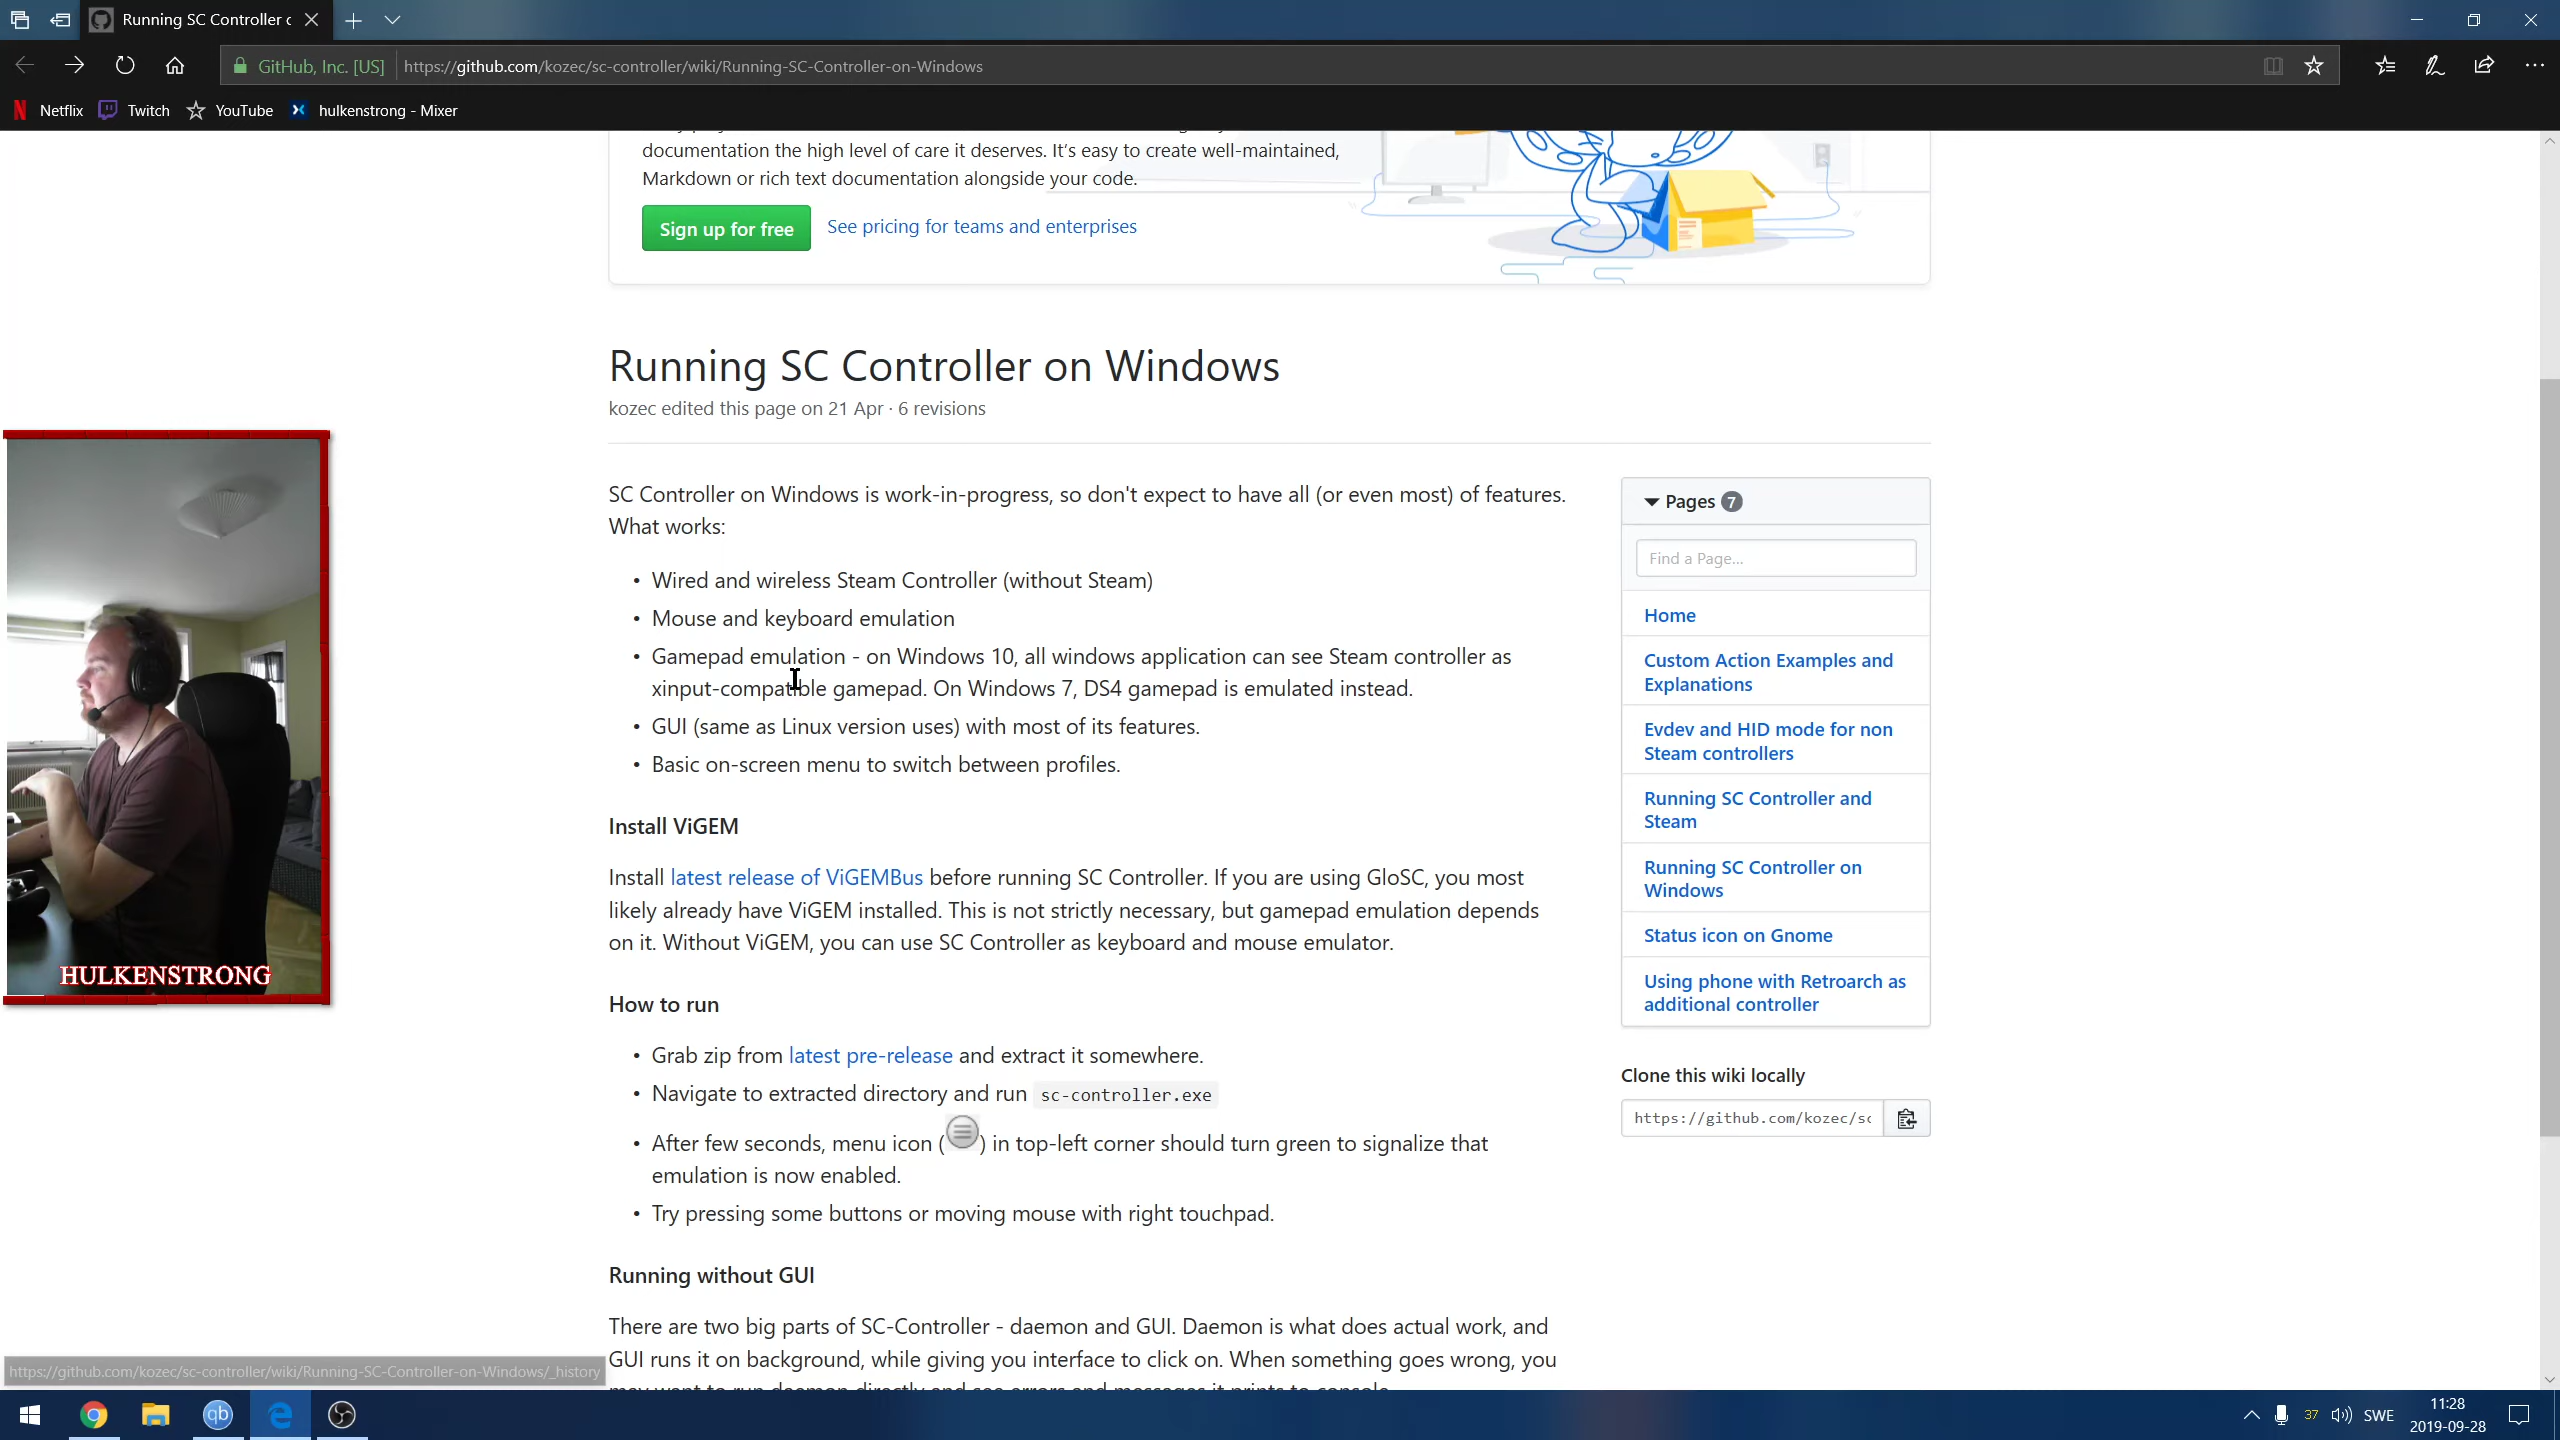 Running SC Controller c
GitHub, Inc. [US]
https://github.com/kozec/sc-controller/wiki/Running-SC-Controller-on-Windows
Netflix
Twitch
YouTube
hulkenstrong - Mixer
documentation the high level of care it deserves. It's easy to create well-maintained,
Markdown or rich text documentation alongside your code.
Sign up for free
See pricing for teams and enterprises
Running SC Controller on Windows
kozec edited this page on 21 Apr · 6 revisions
SC Controller on Windows is work-in-progress, so don't expect to have all (or even most) of features.
What works:
• Wired and wireless Steam Controller (without Steam)
• Mouse and keyboard emulation
• Gamepad emulation - on Windows 10, all windows application can see Steam controller as
xinput-compatible gamepad. On Windows 7, DS4 gamepad is emulated instead.
• GUI (same as Linux version uses) with most of its features.
• Basic on-screen menu to switch between profiles.
Install ViGEM
Install latest release of ViGEMBus before running SC Controller. If you are using GloSC, you most
likely already have ViGEM installed. This is not strictly necessary, but gamepad emulation depends
on it. Without ViGEM, you can use SC Controller as keyboard and mouse emulator.
How to run
• Grab zip from latest pre-release and extract it somewhere.
• Navigate to extracted directory and run sc-controller.exe
• After few seconds, menu icon ( ) in top-left corner should turn green to signalize that
emulation is now enabled.
• Try pressing some buttons or moving mouse with right touchpad.
Running without GUI
There are two big parts of SC-Controller - daemon and GUI. Daemon is what does actual work, and
GUI runs it on background, while giving you interface to click on. When something goes wrong, you
may want to run daemon directly and see errors and messages it prints to console.
Pages 7
Find a Page...
Home
Custom Action Examples and
Explanations
Evdev and HID mode for non
Steam controllers
Running SC Controller and
Steam
Running SC Controller on
Windows
Status icon on Gnome
Using phone with Retroarch as
additional controller
Clone this wiki locally
https://github.com/kozec/sc
HULKENSTRONG
https://github.com/kozec/sc-controller/wiki/Running-SC-Controller-on-Windows/_history
qb
37
SWE
11:28
2019-09-28